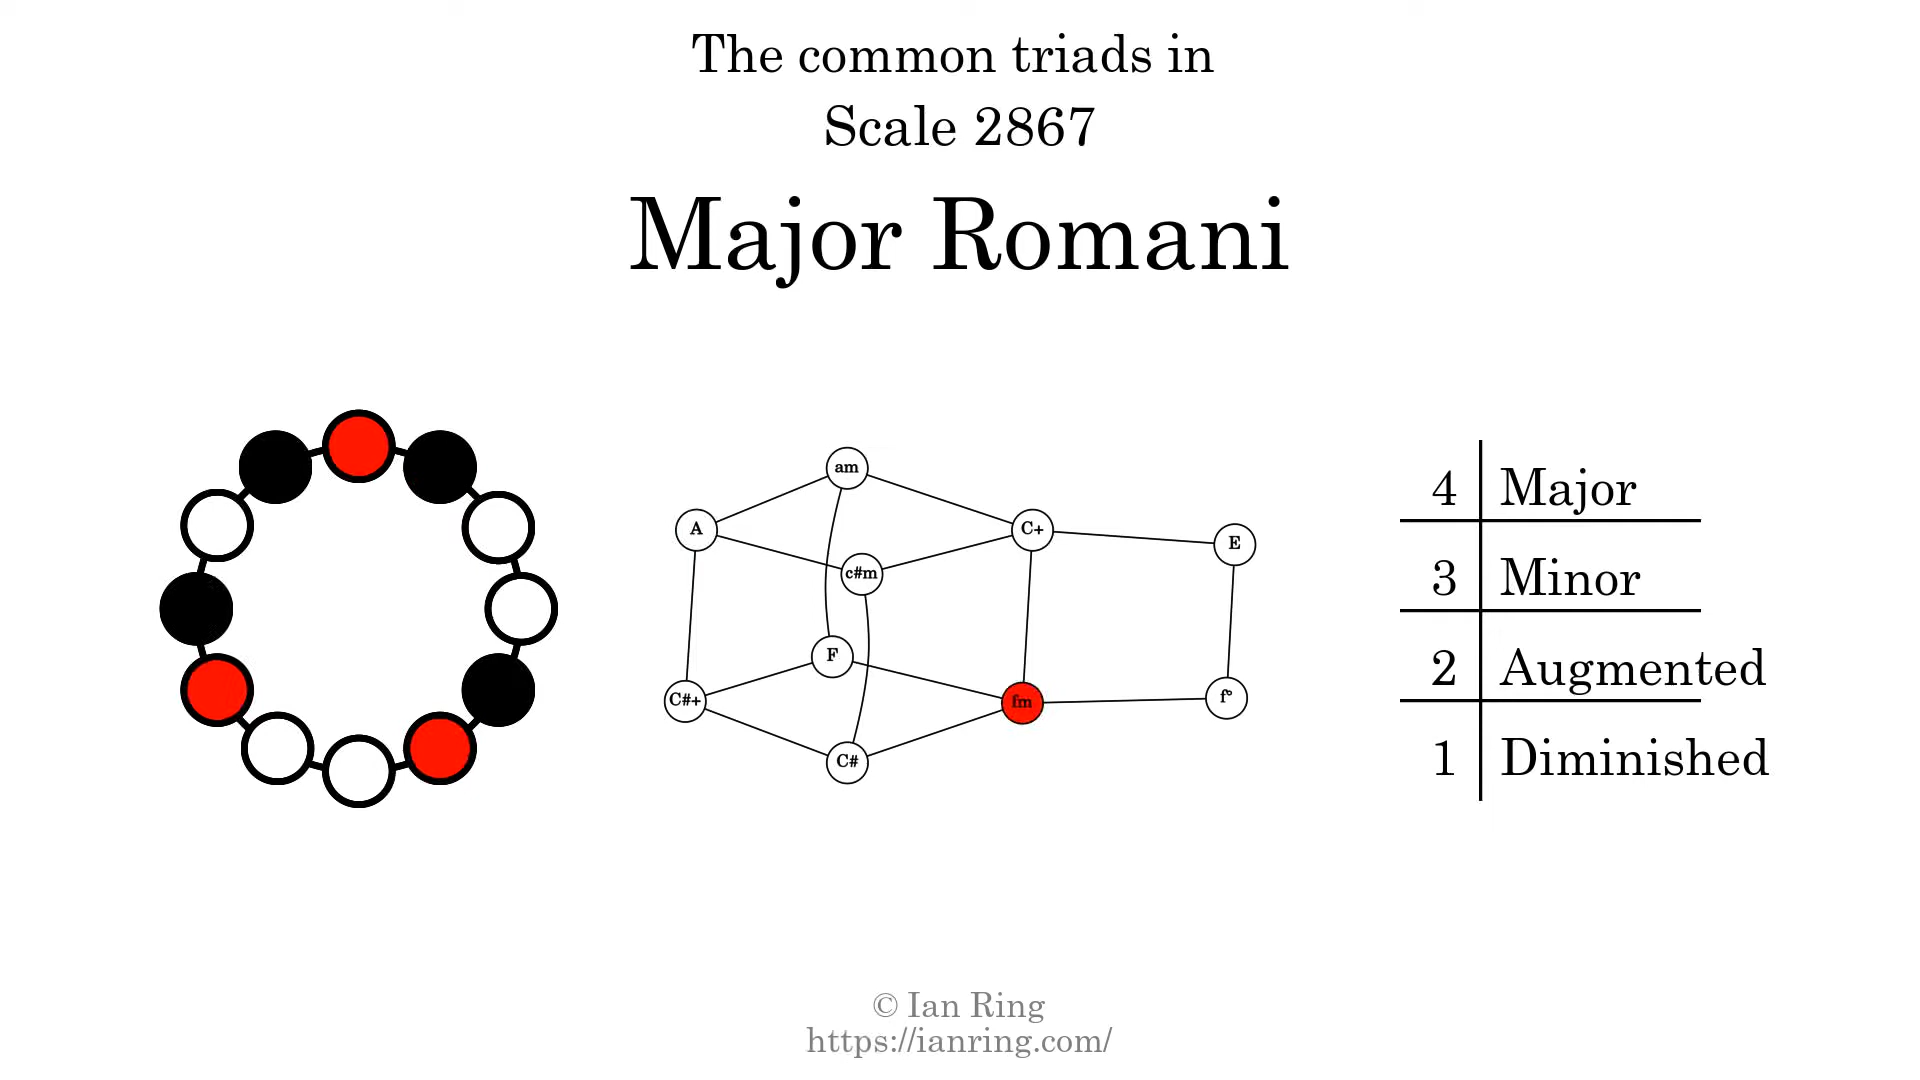 The common triads in
Scale 2867
Major Romani
am
A
C+
E
c#m
F
C#+
fm
f°
C#
4 Major
3 Minor
2 Augmented
1 Diminished
© Ian Ring
https://ianring.com/